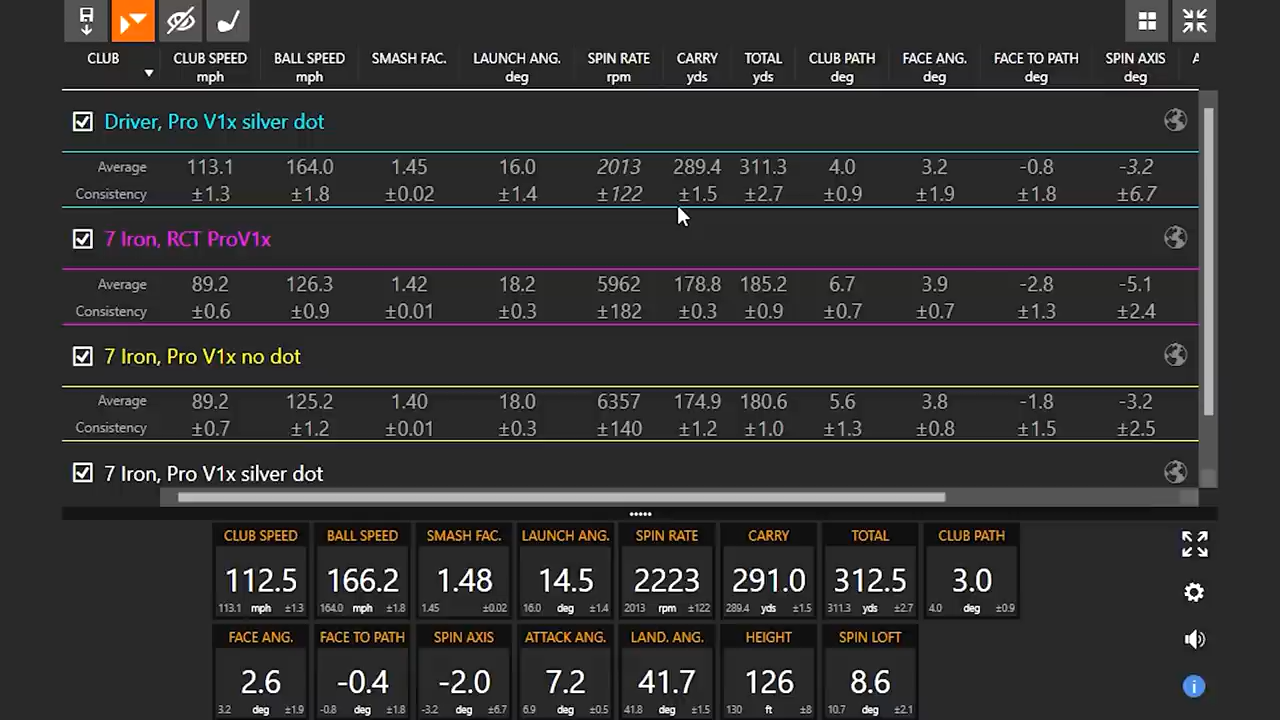 CLUB CLUB SPEED BALL SPEED SMASH FAC. LAUNCH ANG. SPIN RATE CARRY TOTAL CLUB PATH FACE ANG. FACE TO PATH SPIN AXIS
mph mph deg rpm yds yds deg deg deg deg
Driver, Pro V1x silver dot
Average 113.1 164.0 1.45 16.0 2013 289.4 311.3 4.0 3.2 -0.8 -3.2
Consistency ±1.3 ±1.8 ±0.02 ±1.4 ±122 ±1.5 ±2.7 ±0.9 ±1.9 ±1.8 ±6.7
7 Iron, RCT ProV1x
Average 89.2 126.3 1.42 18.2 5962 178.8 185.2 6.7 3.9 -2.8 -5.1
Consistency ±0.6 ±0.9 ±0.01 ±0.3 ±182 ±0.3 ±0.9 ±0.7 ±0.7 ±1.3 ±2.4
7 Iron, Pro V1x no dot
Average 89.2 125.2 1.40 18.0 6357 174.9 180.6 5.6 3.8 -1.8 -3.2
Consistency ±0.7 ±1.2 ±0.01 ±0.3 ±140 ±1.2 ±1.0 ±1.3 ±0.8 ±1.5 ±2.5
7 Iron, Pro V1x silver dot
CLUB SPEED BALL SPEED SMASH FAC. LAUNCH ANG. SPIN RATE CARRY TOTAL CLUB PATH
112.5 166.2 1.48 14.5 2223 291.0 312.5 3.0
113.1 mph ±1.3 164.0 mph ±1.8 1.45 ±0.02 16.0 deg ±1.4 2013 rpm ±122 289.4 yds ±1.5 311.3 yds ±2.7 4.0 deg ±0.9
FACE ANG. FACE TO PATH SPIN AXIS ATTACK ANG. LAND. ANG. HEIGHT SPIN LOFT
2.6 -0.4 -2.0 7.2 41.7 126 8.6
3.2 deg ±1.9 -0.8 deg ±1.8 -3.2 deg ±6.7 6.9 deg ±0.5 41.8 deg ±1.5 130 ft ±8 10.7 deg ±2.1